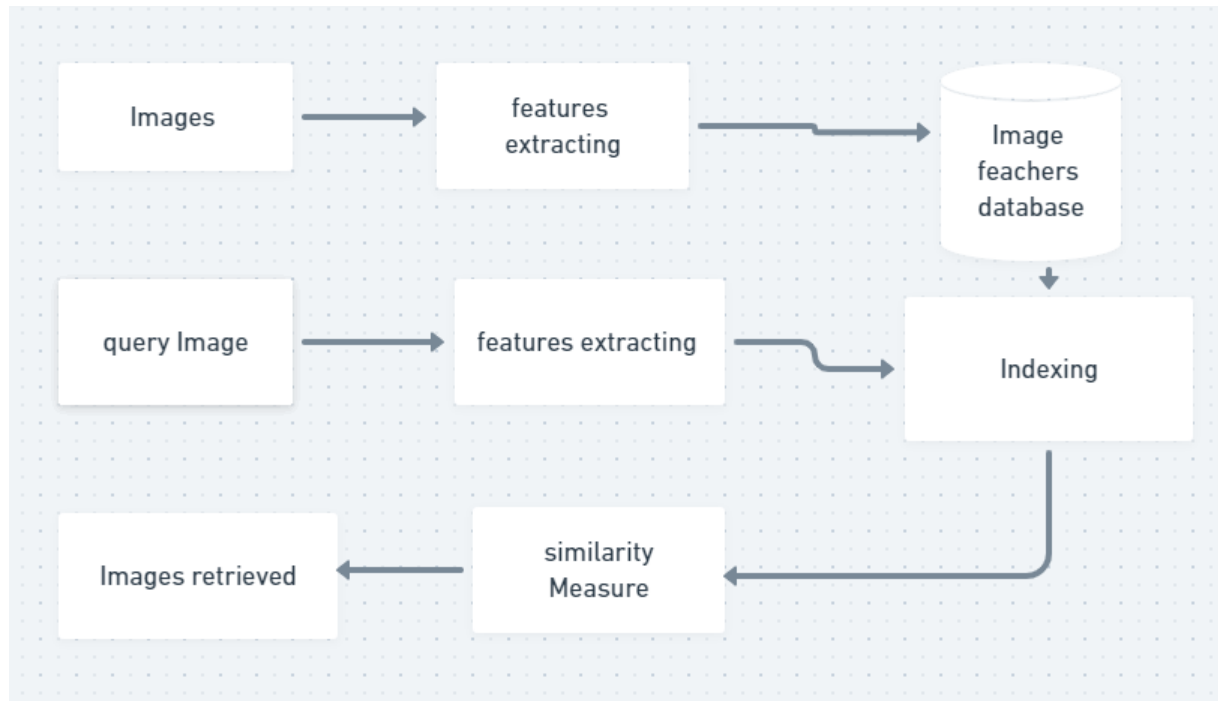 Images
features
extracting
Image
feachers
database
query Image
features extracting
Indexing
Images retrieved
similarity
Measure